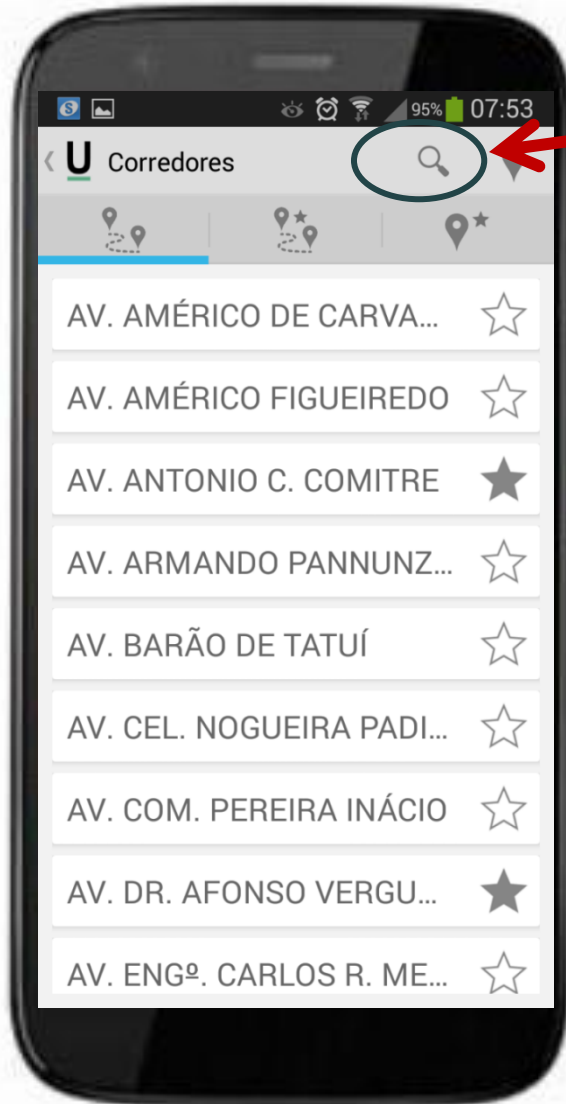 95% 07:53
U Corredores
AV. AMÉRICO DE CARVA...
AV. AMÉRICO FIGUEIREDO
AV. ANTONIO C. COMITRE
AV. ARMANDO PANNUNZ...
AV. BARÃO DE TATUÍ
AV. CEL. NOGUEIRA PADI...
AV. COM. PEREIRA INÁCIO
AV. DR. AFONSO VERGU...
AV. ENGº. CARLOS R. ME...